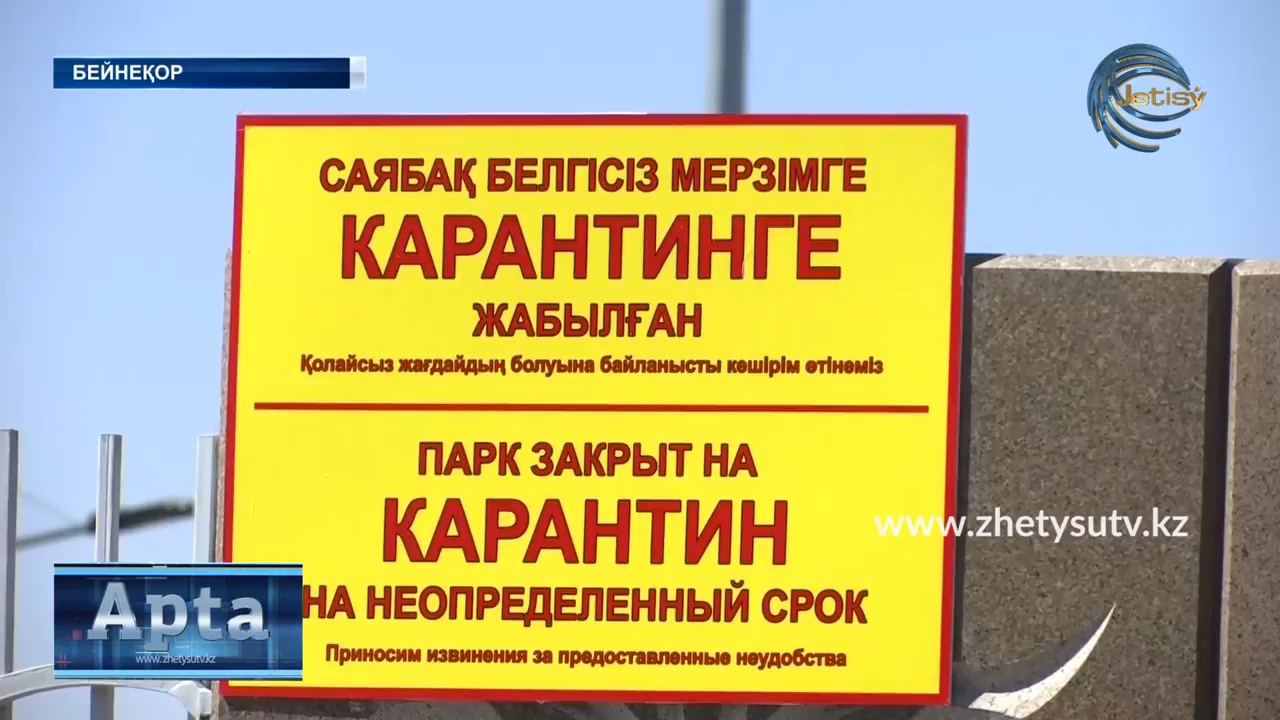 БЕЙНЕҚОР
Jetisý
САЯБАҚ БЕЛГІСІЗ МЕРЗІМГЕ
КАРАНТИНГЕ
ЖАБЫЛҒАН
Қолайсыз жағдайдың болуына байланысты кешірім өтінеміз
ПАРК ЗАКРЫТ НА
КАРАНТИН
НА НЕОПРЕДЕЛЕННЫЙ СРОК
Приносим извинения за предоставленные неудобства
www.zhetysutv.kz
Apta
www.zhetysutv.kz